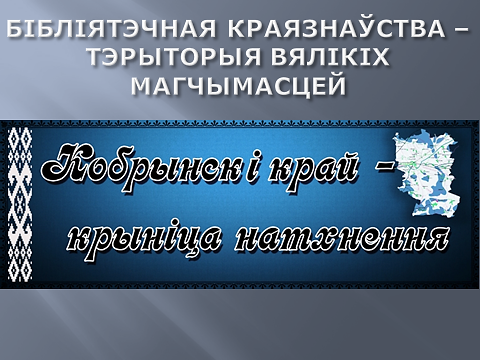 БІБЛІЯТЭЧНАЯ КРАЯЗНАЎСТВА –
ТЭРЫТОРЫЯ ВЯЛІКІХ
МАГЧЫМАСЦЕЙ
Кобрынскі край -
крыніца натхнення